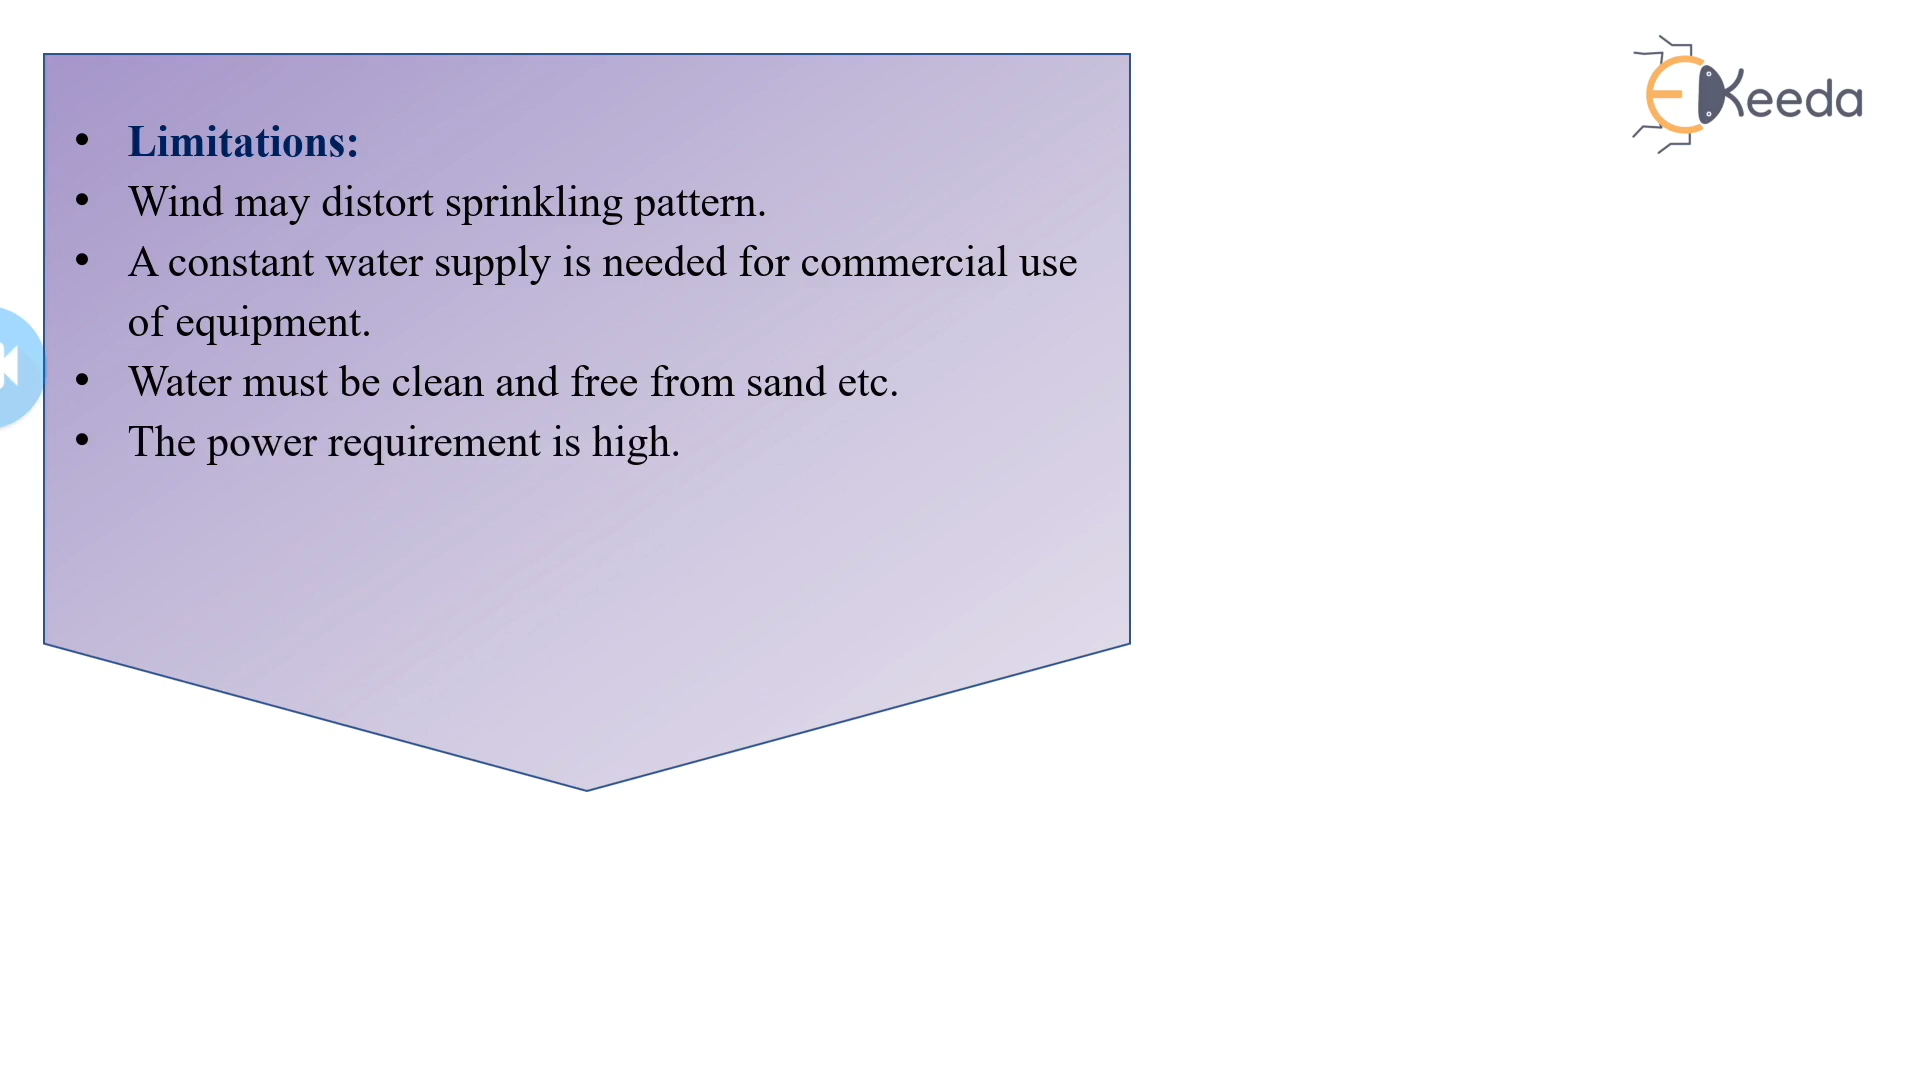 EKeeda
• Limitations:
• Wind may distort sprinkling pattern.
• A constant water supply is needed for commercial use
of equipment.
• Water must be clean and free from sand etc.
• The power requirement is high.